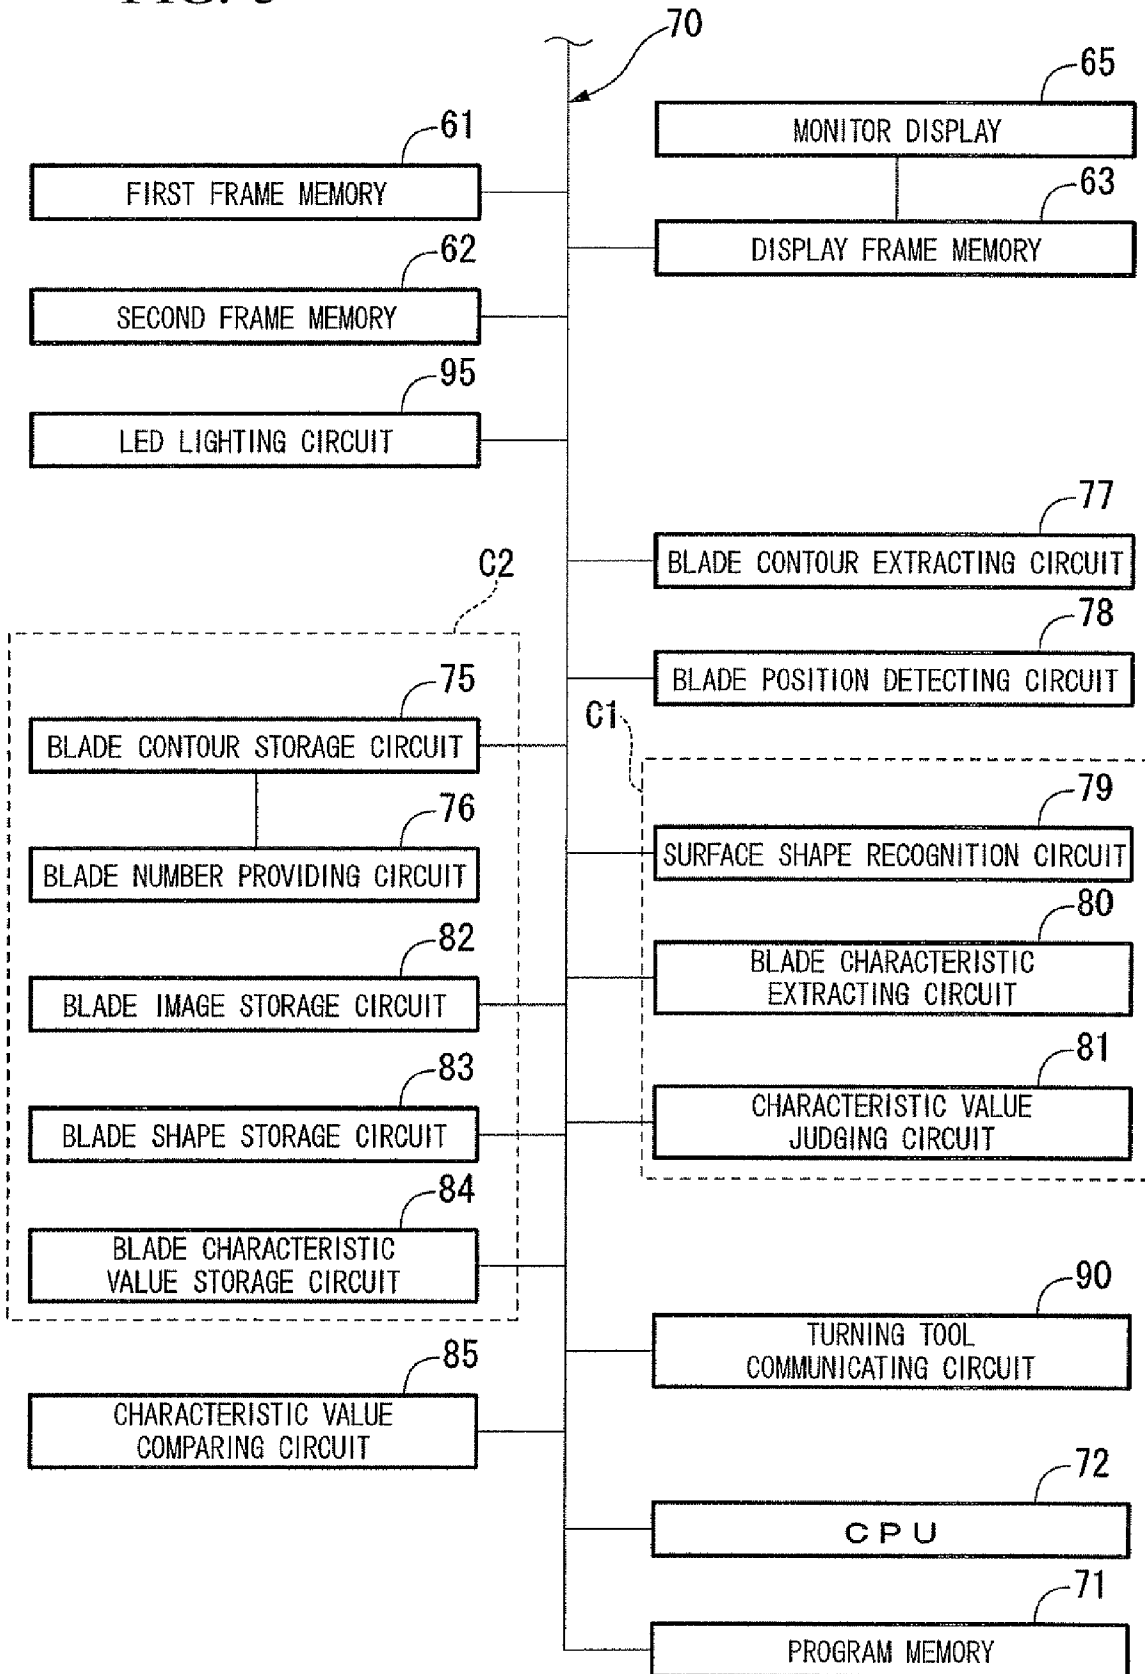 70
65
MONITOR DISPLAY
61
FIRST FRAME MEMORY
63
DISPLAY FRAME MEMORY
62
SECOND FRAME MEMORY
95
LED LIGHTING CIRCUIT
77
BLADE CONTOUR EXTRACTING CIRCUIT
C2
78
BLADE POSITION DETECTING CIRCUIT
75
BLADE CONTOUR STORAGE CIRCUIT
C1
79
SURFACE SHAPE RECOGNITION CIRCUIT
76
BLADE NUMBER PROVIDING CIRCUIT
80
BLADE CHARACTERISTIC
EXTRACTING CIRCUIT
82
BLADE IMAGE STORAGE CIRCUIT
81
CHARACTERISTIC VALUE
JUDGING CIRCUIT
83
BLADE SHAPE STORAGE CIRCUIT
84
BLADE CHARACTERISTIC
VALUE STORAGE CIRCUIT
90
TURNING TOOL
COMMUNICATING CIRCUIT
85
CHARACTERISTIC VALUE
COMPARING CIRCUIT
72
CPU
71
PROGRAM MEMORY